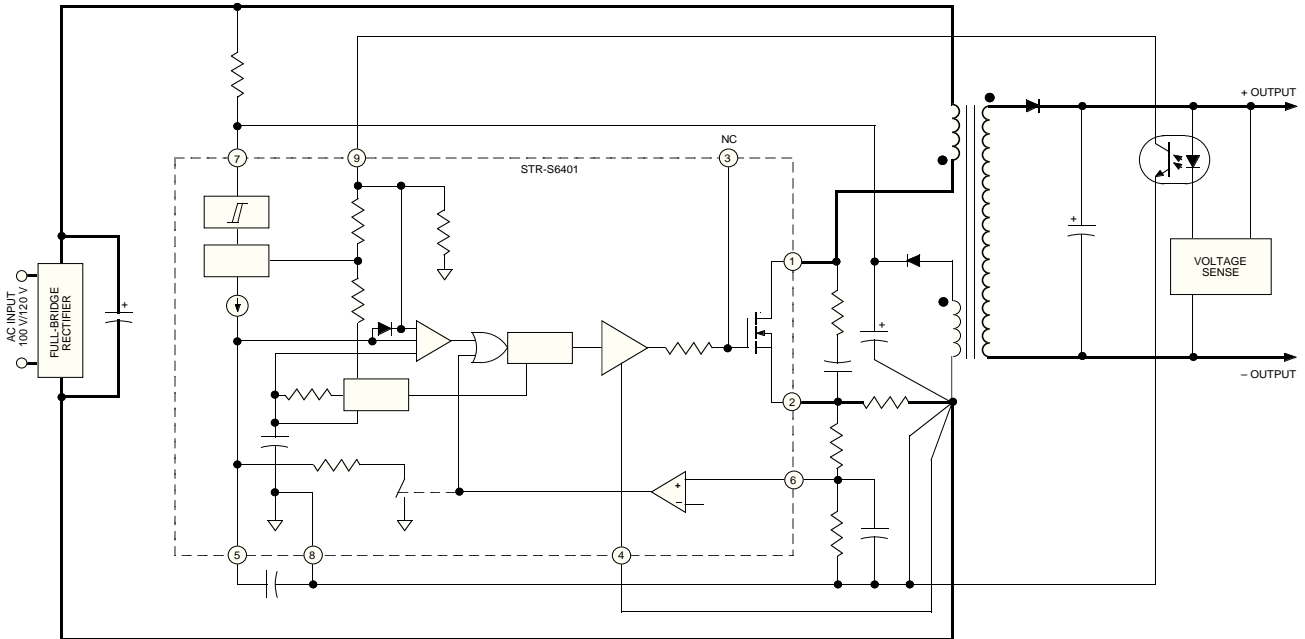 + OUTPUT
NC
7
9
3
STR-S6401
+
1
VOLTAGE
SENSE
AC INPUT
100 V/120 V
FULL-BRIDGE
RECTIFIER
+
+
– OUTPUT
2
+
–
6
5
8
4